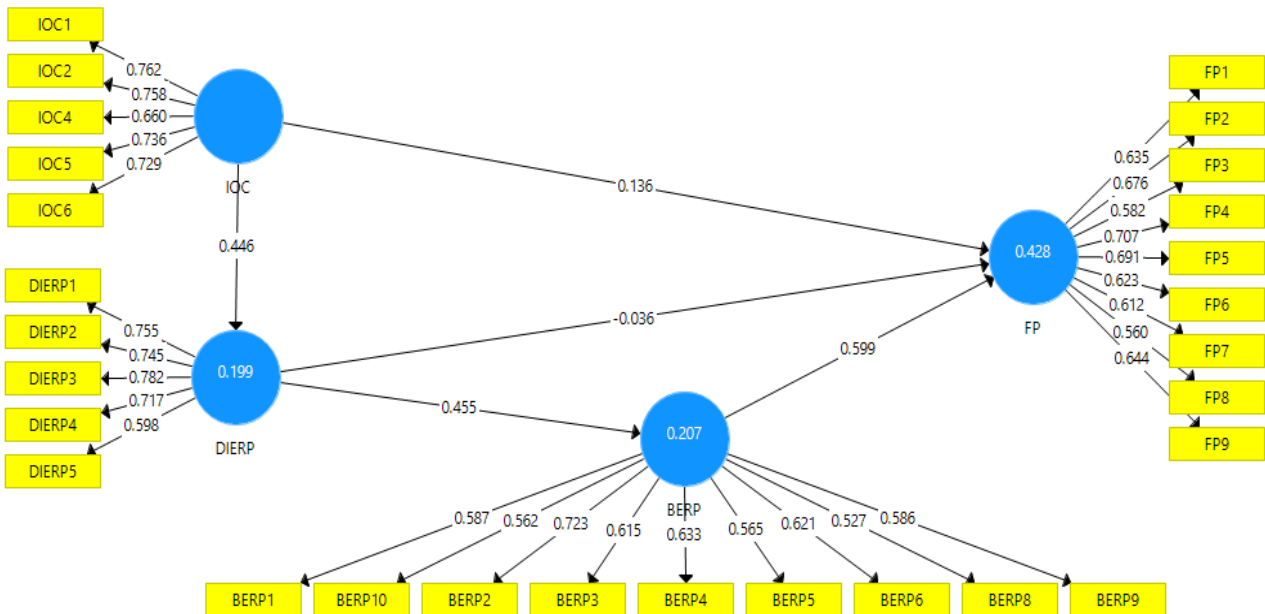 IOC1
IOC2
IOC4
IOC5
IOC6
0.762
0.758
0.660
0.736
0.729
IOC
0.446
0.136
DIERP1
DIERP2
DIERP3
DIERP4
DIERP5
0.755
0.745
0.782
0.717
0.598
0.199
DIERP
-0.036
0.455
0.599
0.207
BERP
0.428
FP
FP1
FP2
FP3
FP4
FP5
FP6
FP7
FP8
FP9
0.635
0.676
0.582
0.707
0.691
0.623
0.612
0.560
0.644
0.587
0.562
0.723
0.615
0.633
0.565
0.621
0.527
0.586
BERP1
BERP10
BERP2
BERP3
BERP4
BERP5
BERP6
BERP8
BERP9